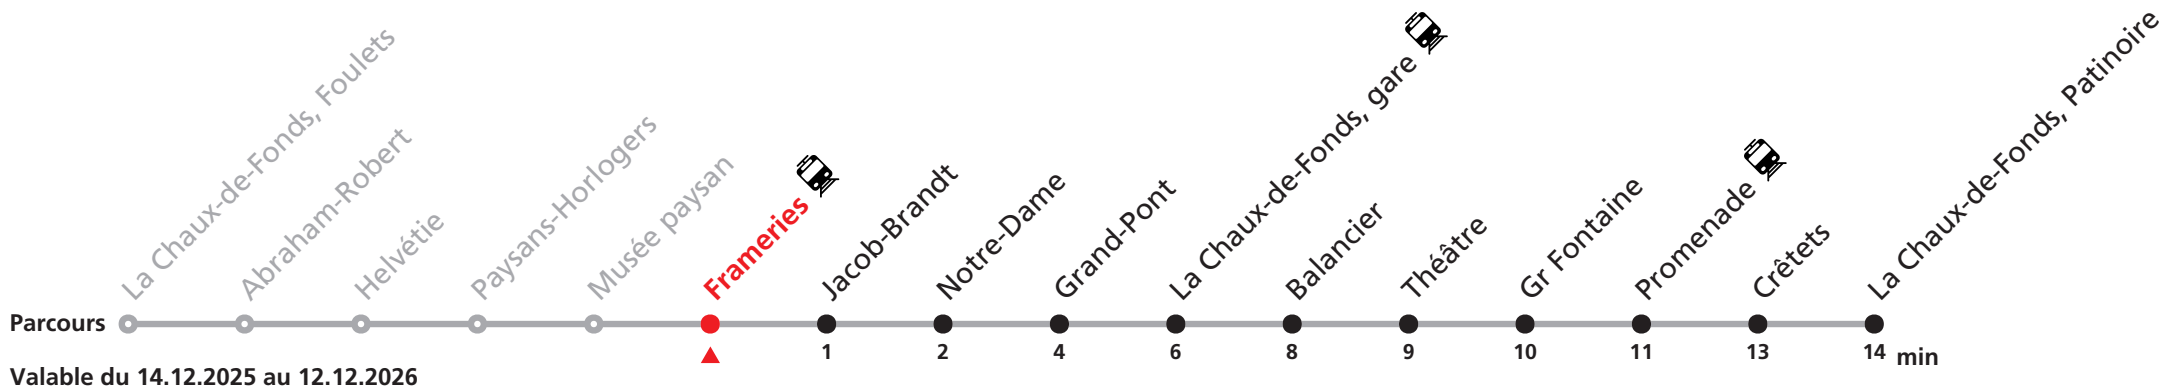 La Chaux-de-Fonds, Foulets
Abraham-Robert
Helvétie
Paysans-Horlogers
Musée paysan
Frameries
Jacob-Brandt
Notre-Dame
Grand-Pont
La Chaux-de-Fonds, gare
Balancier
Théâtre
Gr Fontaine
Promenade
Crêtets
La Chaux-de-Fonds, Patinoire
Parcours
1 2 4 6 8 9 10 11 13 14 min
Valable du 14.12.2025 au 12.12.2026